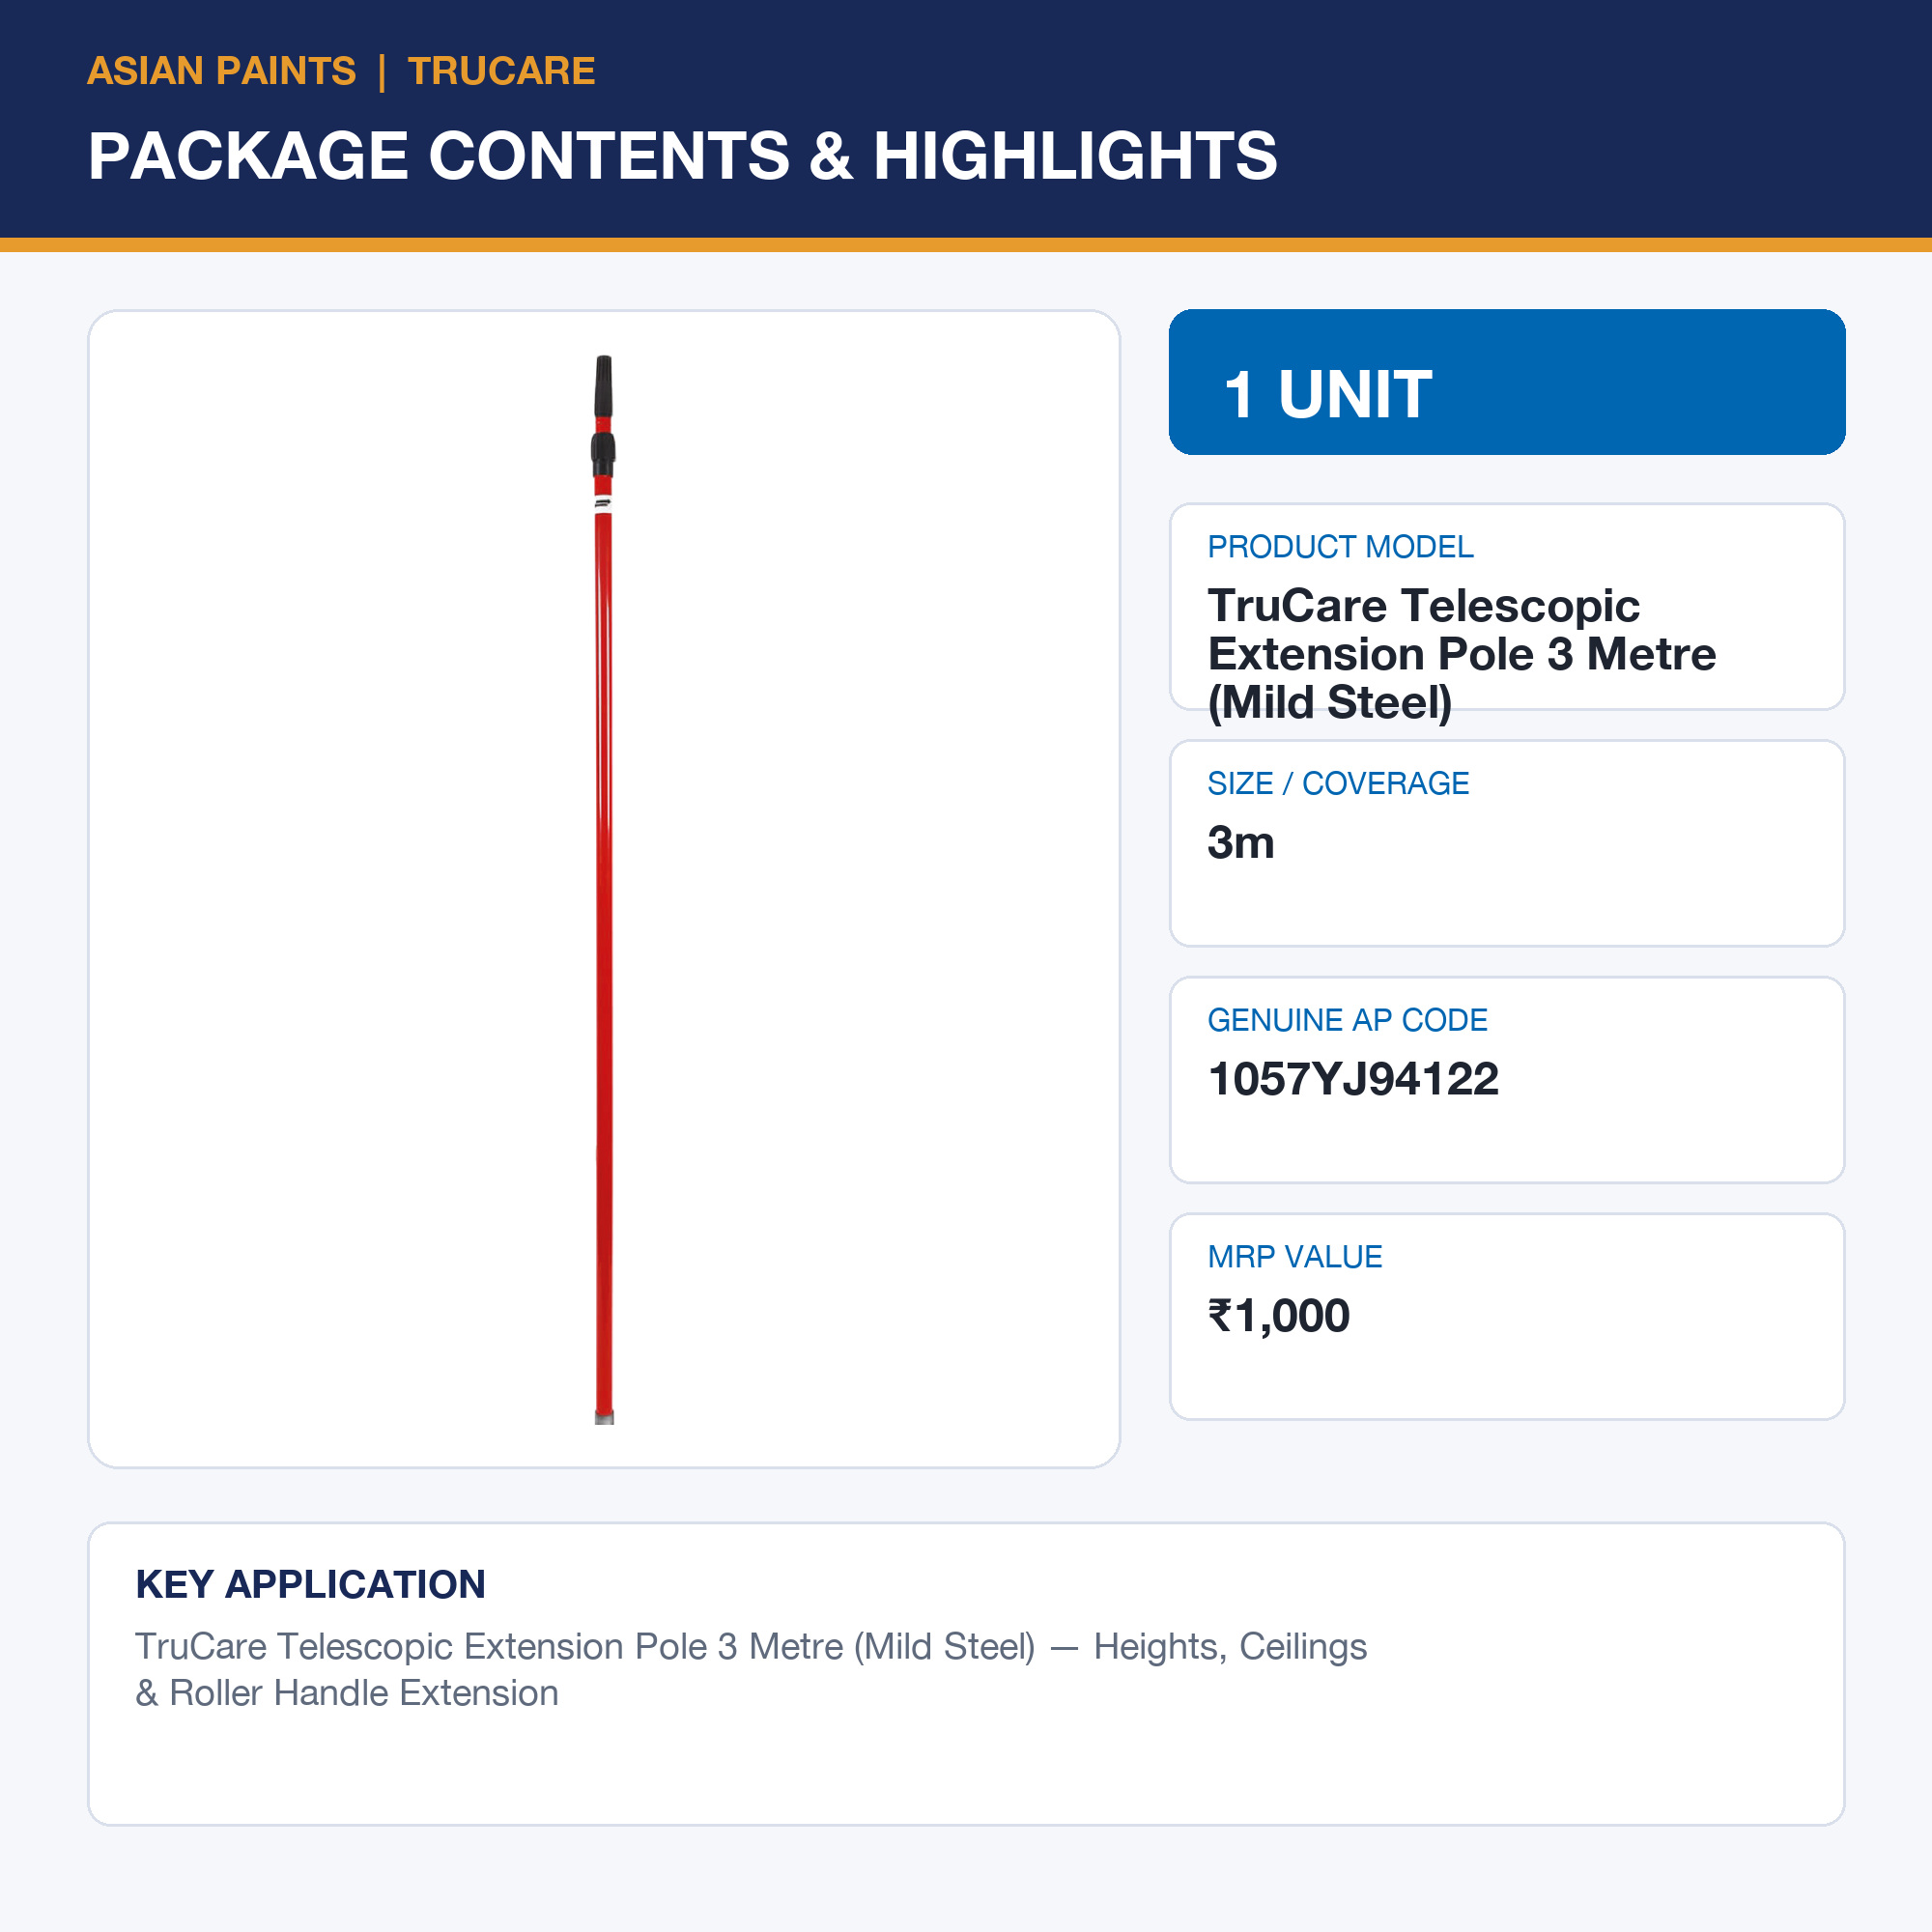 ASIAN PAINTS | TRUCARE
PACKAGE CONTENTS & HIGHLIGHTS
1 UNIT
PRODUCT MODEL
TruCare Telescopic
Extension Pole 3 Metre
(Mild Steel)
SIZE / COVERAGE
3m
GENUINE AP CODE
1057YJ94122
MRP VALUE
₹1,000
KEY APPLICATION
TruCare Telescopic Extension Pole 3 Metre (Mild Steel) — Heights, Ceilings
& Roller Handle Extension